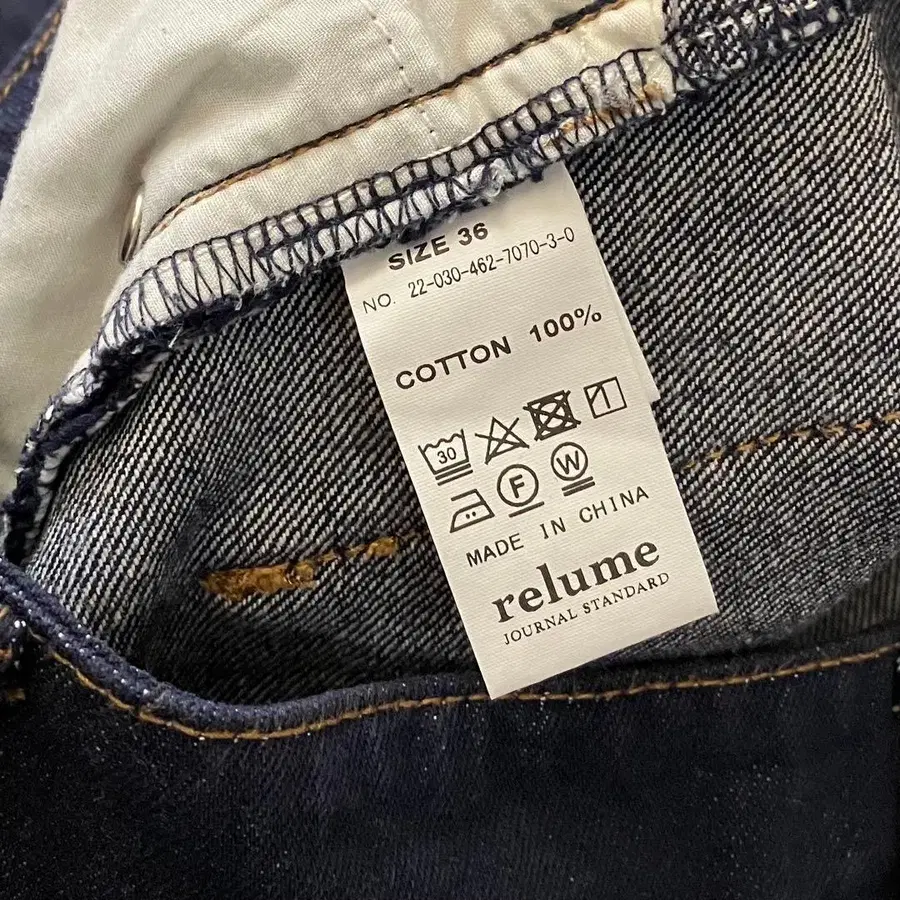 SIZE 36
NO. 22-030-462-7070-3-0
COTTON 100%
30
F W
MADE IN CHINA
relume
JOURNAL STANDARD